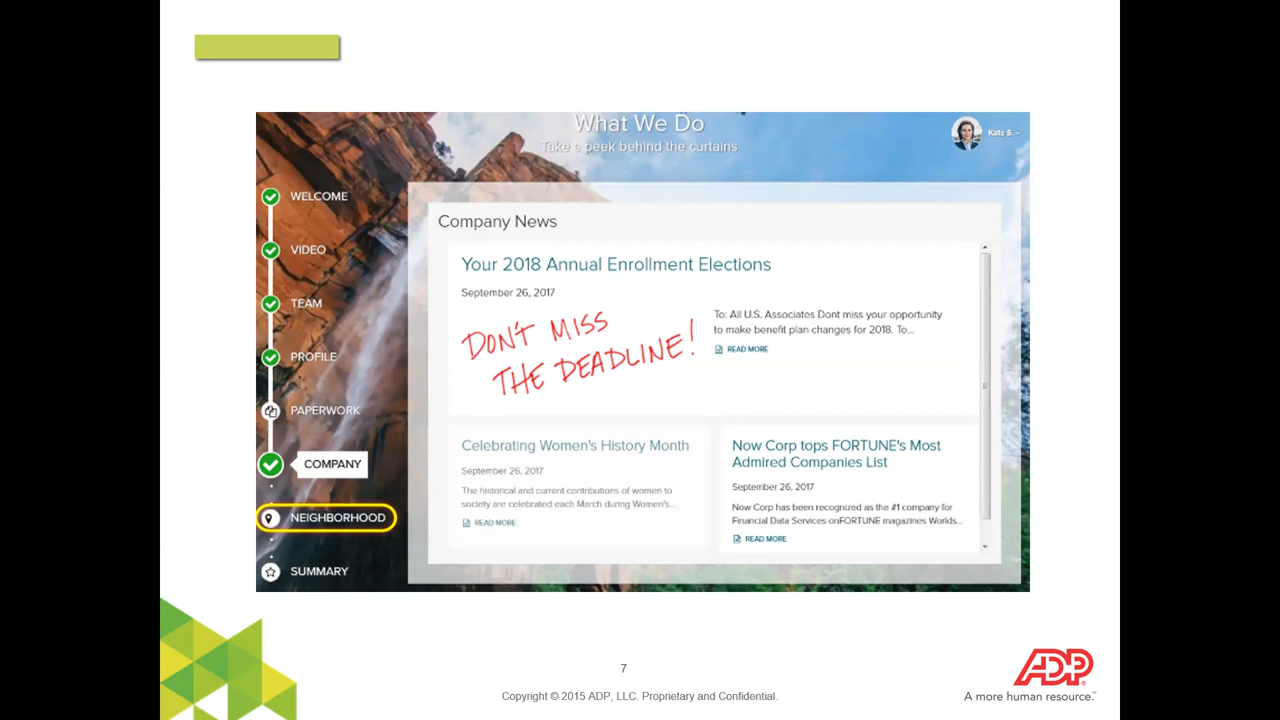 What We Do
Take a peek behind the curtains
Kate S.
WELCOME
VIDEO
TEAM
PROFILE
PAPERWORK
COMPANY
NEIGHBORHOOD
SUMMARY
Company News
Your 2018 Annual Enrollment Elections
September 26, 2017
DON'T MISS
THE DEADLINE!
To: All U.S. Associates Dont miss your opportunity
to make benefit plan changes for 2018. To...
READ MORE
Celebrating Women's History Month
September 26, 2017
The historical and current contributions of women to
society are celebrated each March during Women's...
READ MORE
Now Corp tops FORTUNE's Most
Admired Companies List
September 26, 2017
Now Corp has been recognized as the #1 company for
Financial Data Services onFORTUNE magazines Worlds...
READ MORE
7
Copyright © 2015 ADP, LLC. Proprietary and Confidential.
ADP®
A more human resource.™